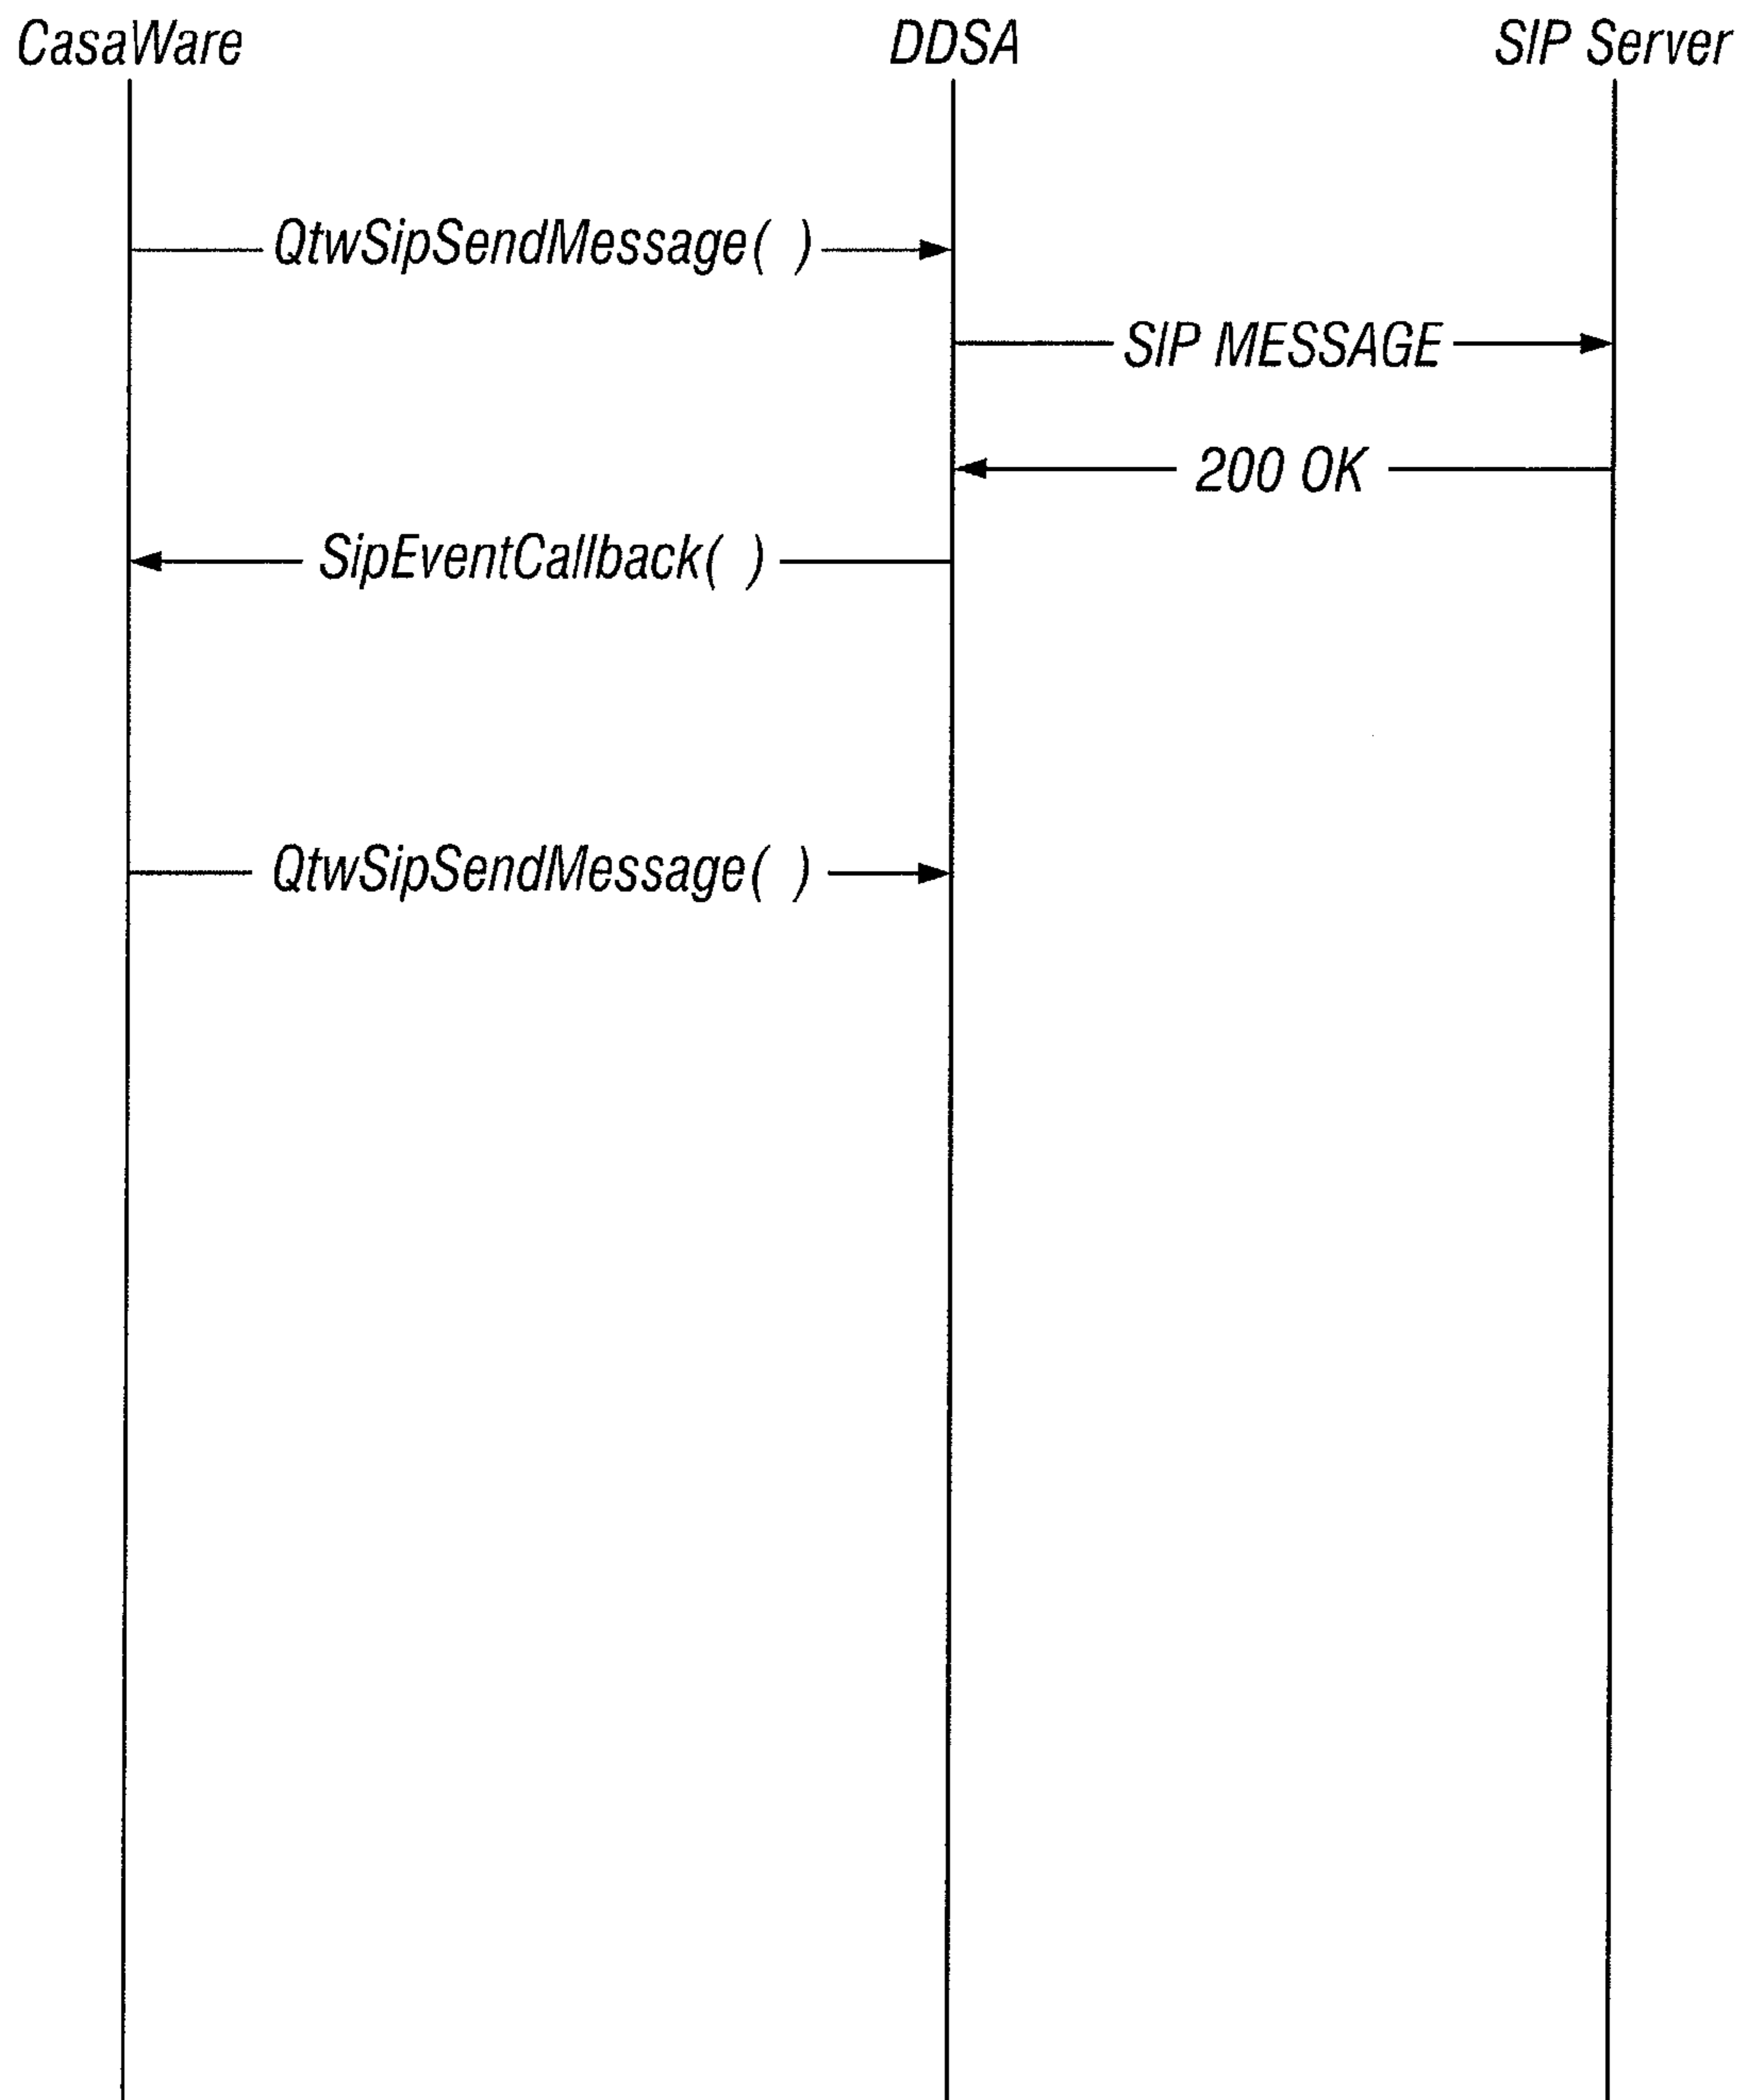 CasaWare DDSA SIP Server
QtwSipSendMessage( )
SIP MESSAGE
200 OK
SipEventCallback( )
QtwSipSendMessage( )